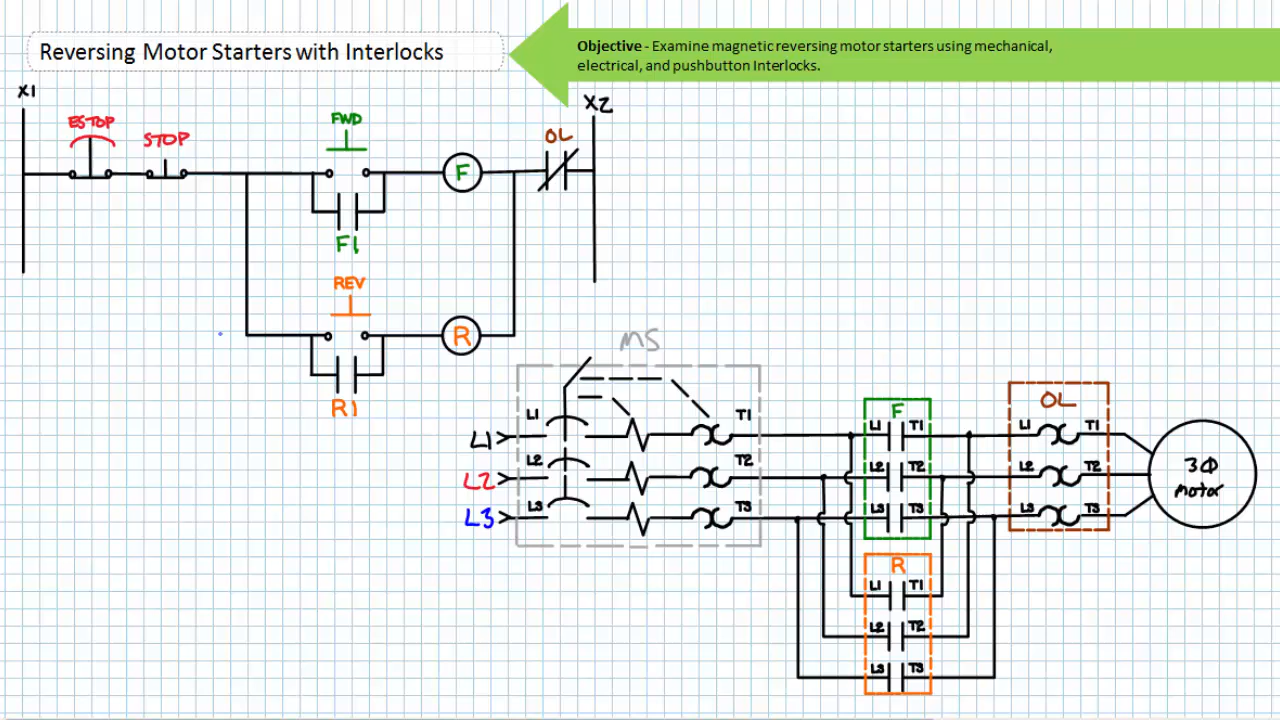 Reversing Motor Starters with Interlocks
Objective - Examine magnetic reversing motor starters using mechanical,
electrical, and pushbutton Interlocks.
X1
X2
ESTOP
STOP
FWD
OL
F
F1
REV
R
R1
MS
L1
T1
L1
L2
T2
L2
L3
T3
L3
F
L1 T1
L2 T2
L3 T3
R
L1 T1
L2 T2
L3 T3
OL
L1 T1
L2 T2
L3 T3
3Φ
motor